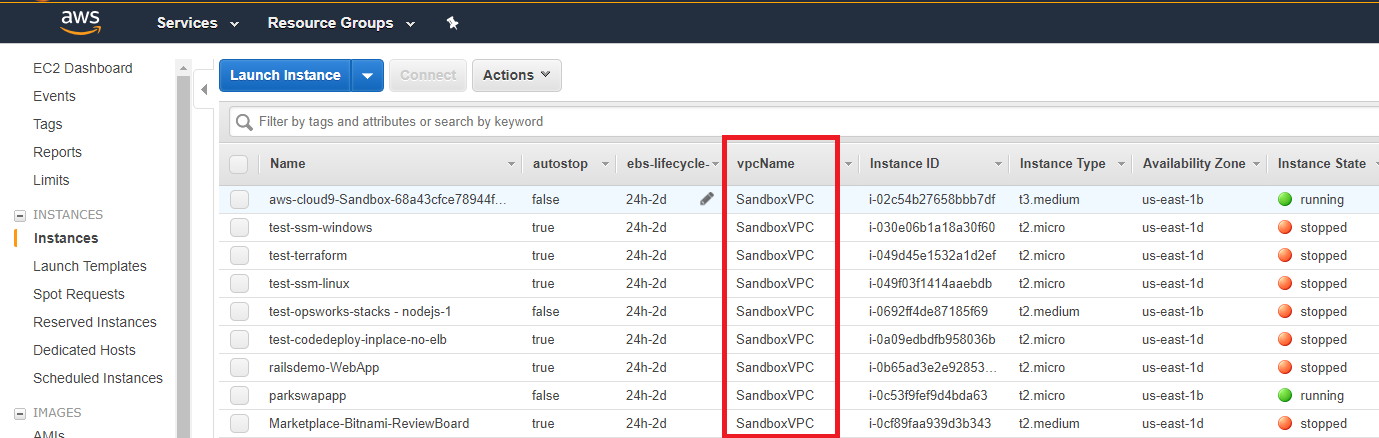 aws Services Resource Groups
EC2 Dashboard
Events
Tags
Reports
Limits
INSTANCES
Instances
Launch Templates
Spot Requests
Reserved Instances
Dedicated Hosts
Scheduled Instances
IMAGES
AMIs
Launch Instance Connect Actions
Filter by tags and attributes or search by keyword
Name autostop ebs-lifecycle- vpcName Instance ID Instance Type Availability Zone Instance State
aws-cloud9-Sandbox-68a43cfce78944f... false 24h-2d SandboxVPC i-02c54b27658bbb7df t3.medium us-east-1b running
test-ssm-windows true 24h-2d SandboxVPC i-030e06b1a18a30f60 t2.micro us-east-1d stopped
test-terraform true 24h-2d SandboxVPC i-049d45e1532a1d2ef t2.micro us-east-1d stopped
test-ssm-linux true 24h-2d SandboxVPC i-049f03f1414aaebdb t2.micro us-east-1d stopped
test-opsworks-stacks - nodejs-1 false 24h-2d SandboxVPC i-0692ff4de87185f69 t2.medium us-east-1b stopped
test-codedeploy-inplace-no-elb true 24h-2d SandboxVPC i-0a09edbdfb958036b t2.micro us-east-1d stopped
railsdemo-WebApp true 24h-2d SandboxVPC i-0b65ad3e2e92853... t2.micro us-east-1d stopped
parkswapapp false 24h-2d SandboxVPC i-0c53f9fef9d4bda63 t2.micro us-east-1b running
Marketplace-Bitnami-ReviewBoard true 24h-2d SandboxVPC i-0cf89faa939d3b343 t2.medium us-east-1d stopped